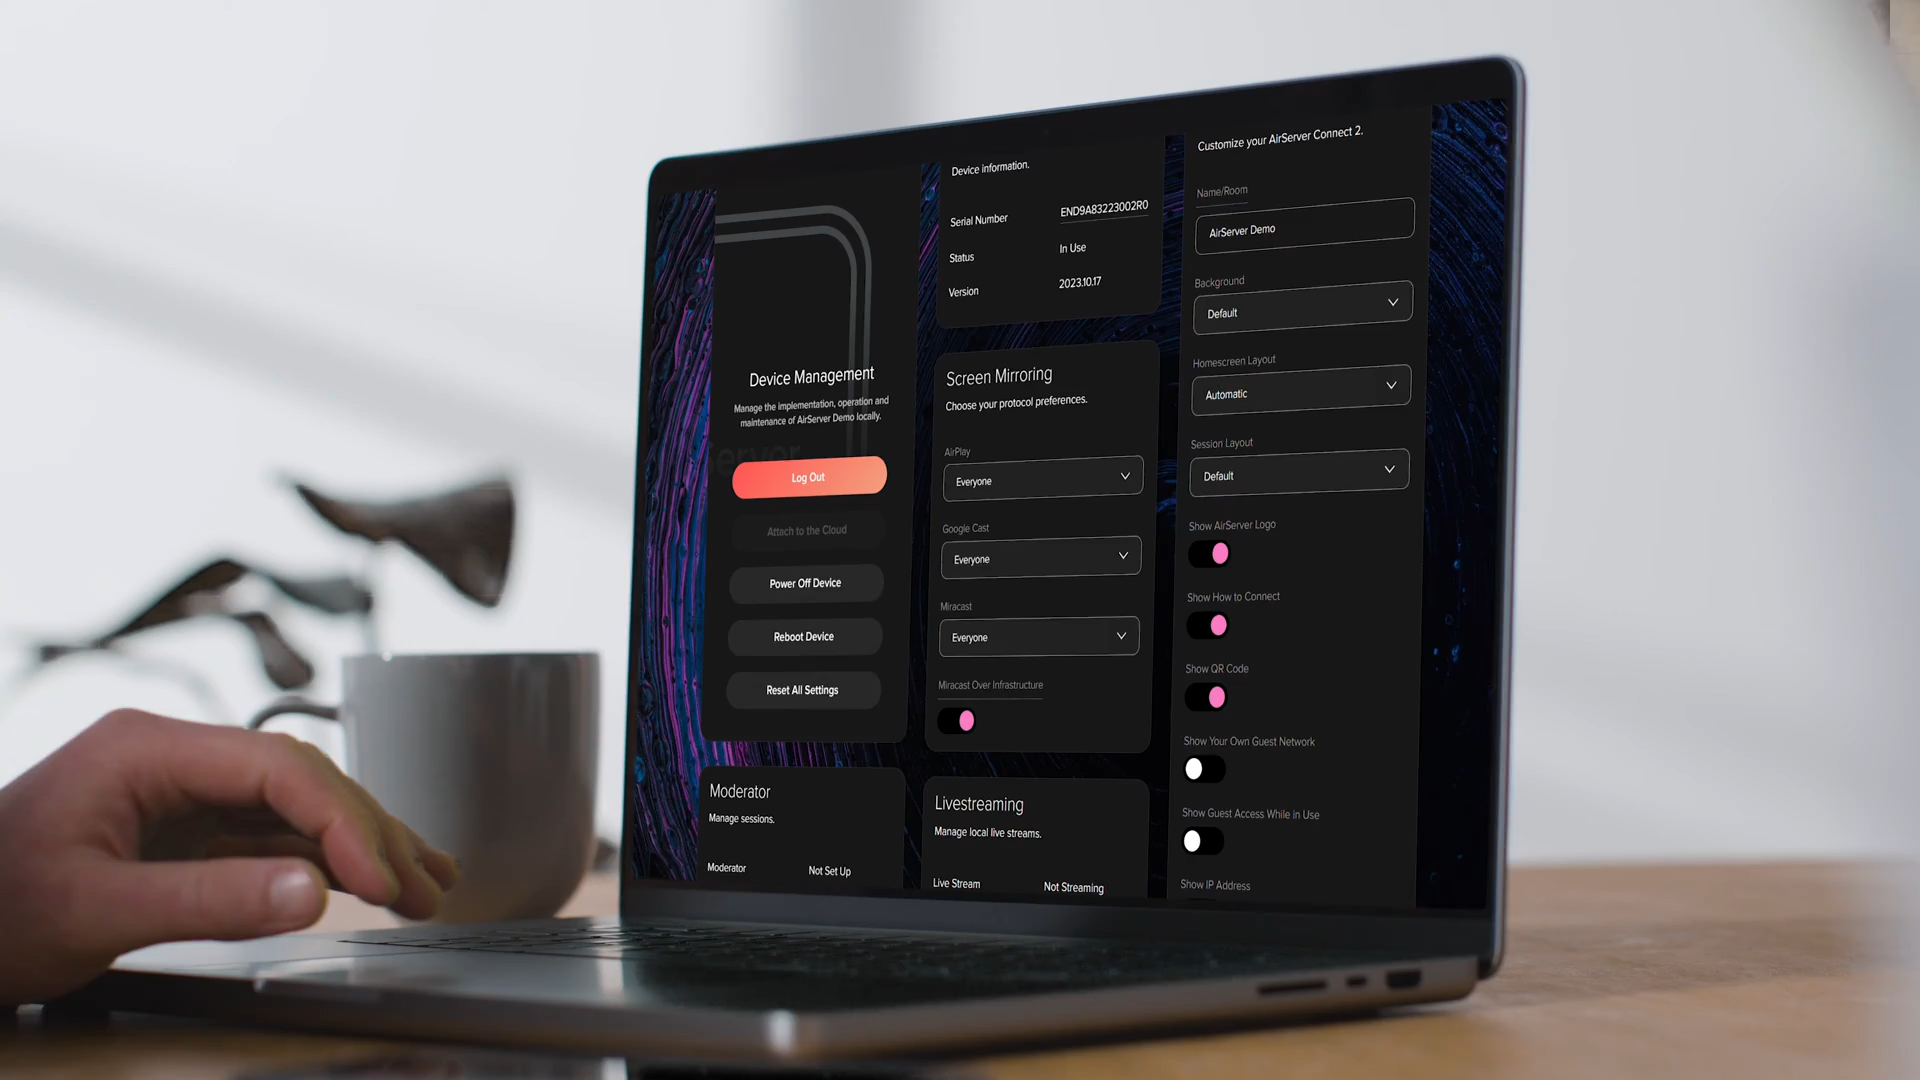 Device Management
Manage the implementation, operation and
maintenance of AirServer Demo locally.
Log Out
Attach to the Cloud
Power Off Device
Reboot Device
Reset All Settings
Moderator
Manage sessions.
Moderator Not Set Up
Device information.
Serial Number END9A83223002R0
Status In Use
Version 2023.10.17
Screen Mirroring
Choose your protocol preferences.
AirPlay
Everyone
Google Cast
Everyone
Miracast
Everyone
Miracast Over Infrastructure
Livestreaming
Manage local live streams.
Live Stream Not Streaming
Customize your AirServer Connect 2.
Name/Room
AirServer Demo
Background
Default
Homescreen Layout
Automatic
Session Layout
Default
Show AirServer Logo
Show How to Connect
Show QR Code
Show Your Own Guest Network
Show Guest Access While in Use
Show IP Address